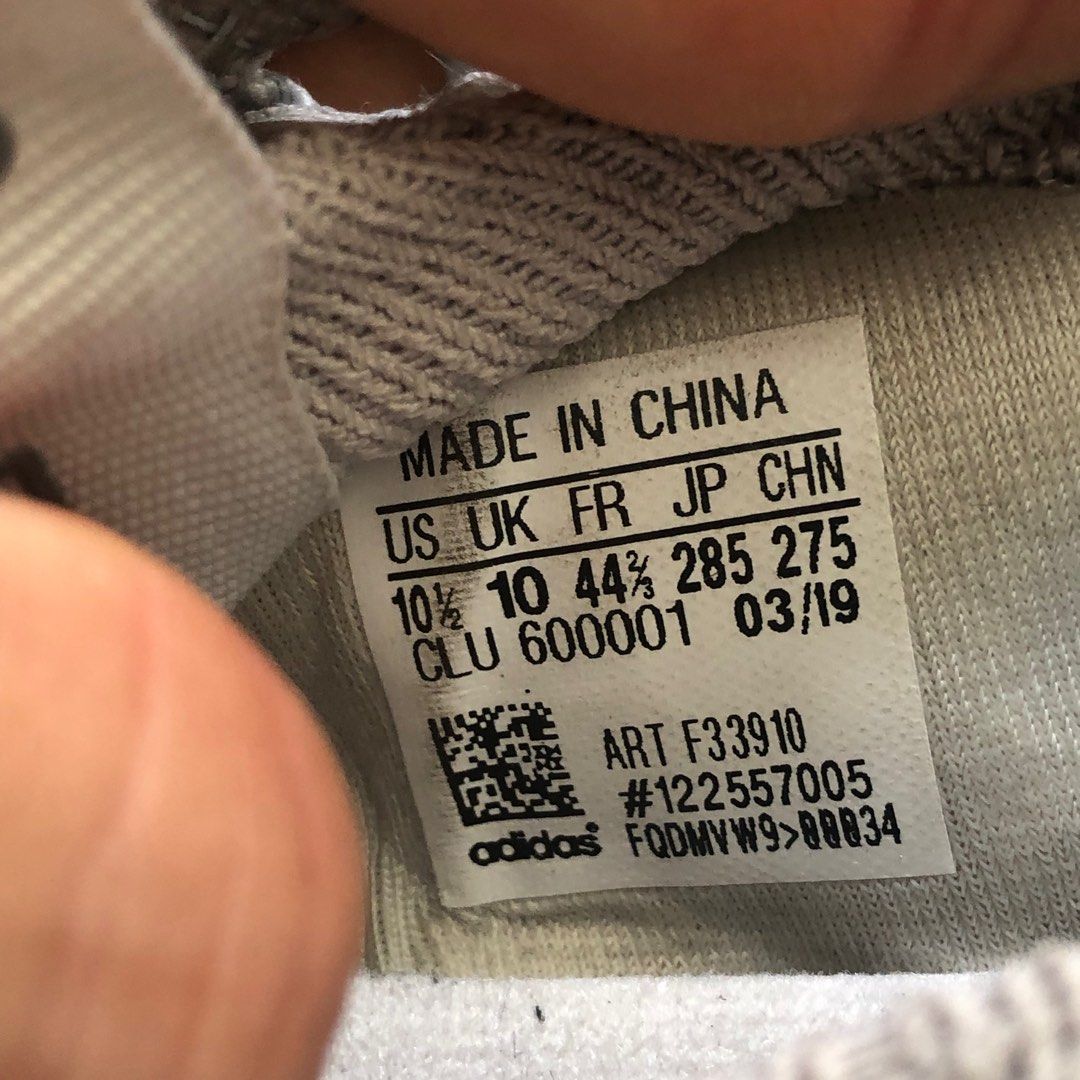 MADE IN CHINA
US UK FR JP CHN
10½ 10 44⅔ 285 275
CLU 600001 03/19
ART F33910
#122557005
FQDMVW9>00034
adidas